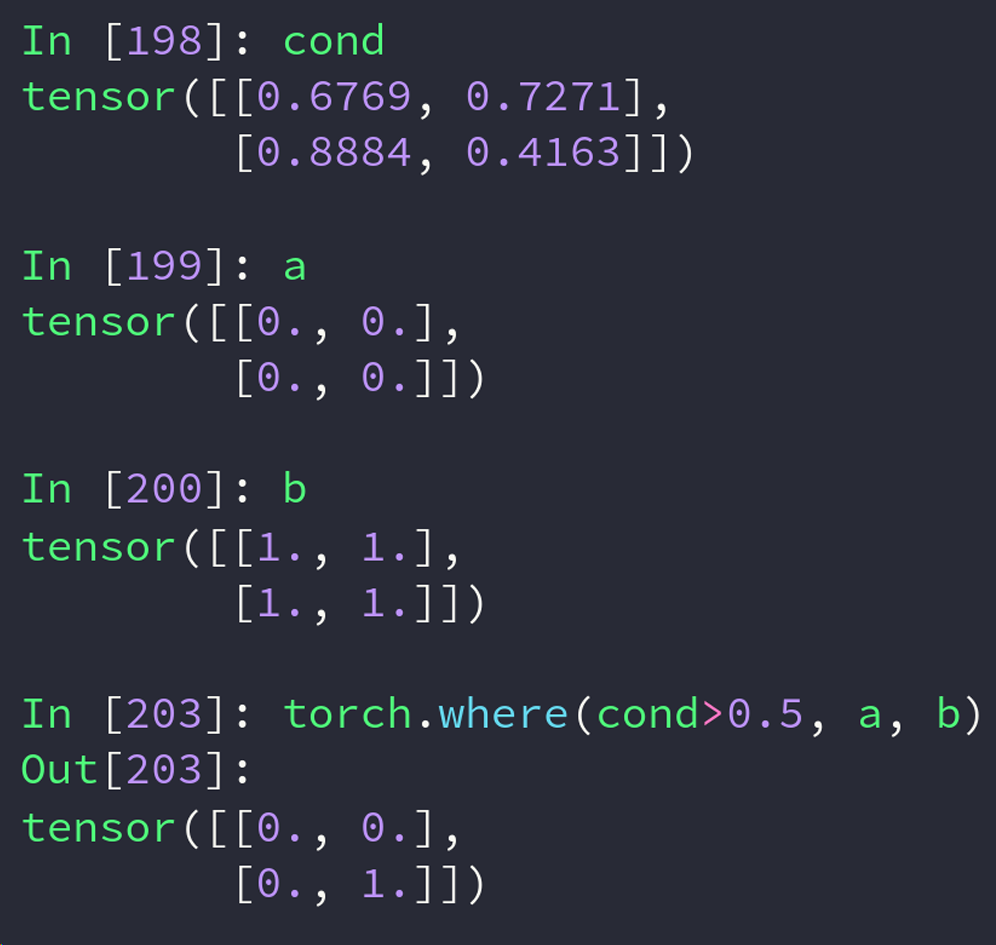 In [198]: cond
tensor([[0.6769, 0.7271],
        [0.8884, 0.4163]])
In [199]: a
tensor([[0., 0.],
        [0., 0.]])
In [200]: b
tensor([[1., 1.],
        [1., 1.]])
In [203]: torch.where(cond>0.5, a, b)
Out[203]:
tensor([[0., 0.],
        [0., 1.]])